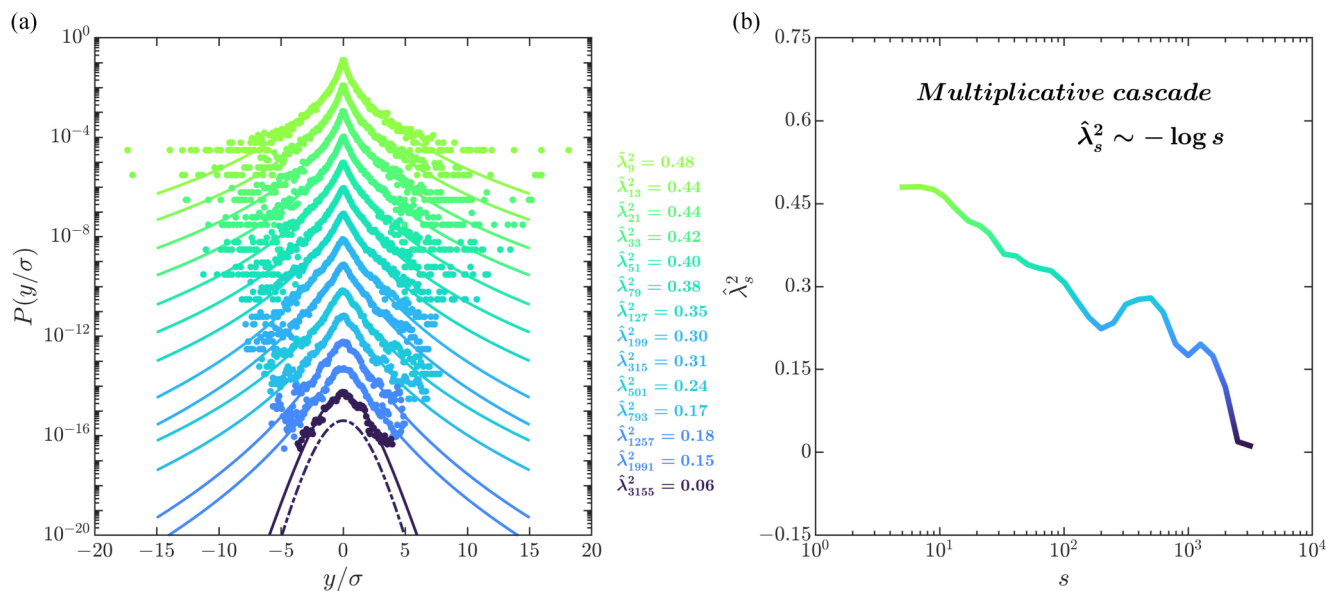 (a)
10^0
10^−4
10^−8
10^−12
10^−16
10^−20
P(y/σ)
−20 −15 −10 −5 0 5 10 15 20
y/σ
λ̂²_9 = 0.48
λ̂²_13 = 0.44
λ̂²_21 = 0.44
λ̂²_33 = 0.42
λ̂²_51 = 0.40
λ̂²_79 = 0.38
λ̂²_127 = 0.35
λ̂²_199 = 0.30
λ̂²_315 = 0.31
λ̂²_501 = 0.24
λ̂²_793 = 0.17
λ̂²_1257 = 0.18
λ̂²_1991 = 0.15
λ̂²_3155 = 0.06
(b)
0.75
0.6
0.45
0.3
0.15
0
−0.15
λ̂²_s
Multiplicative cascade
λ̂²_s ∼ − log s
10^0 10^1 10^2 10^3 10^4
s